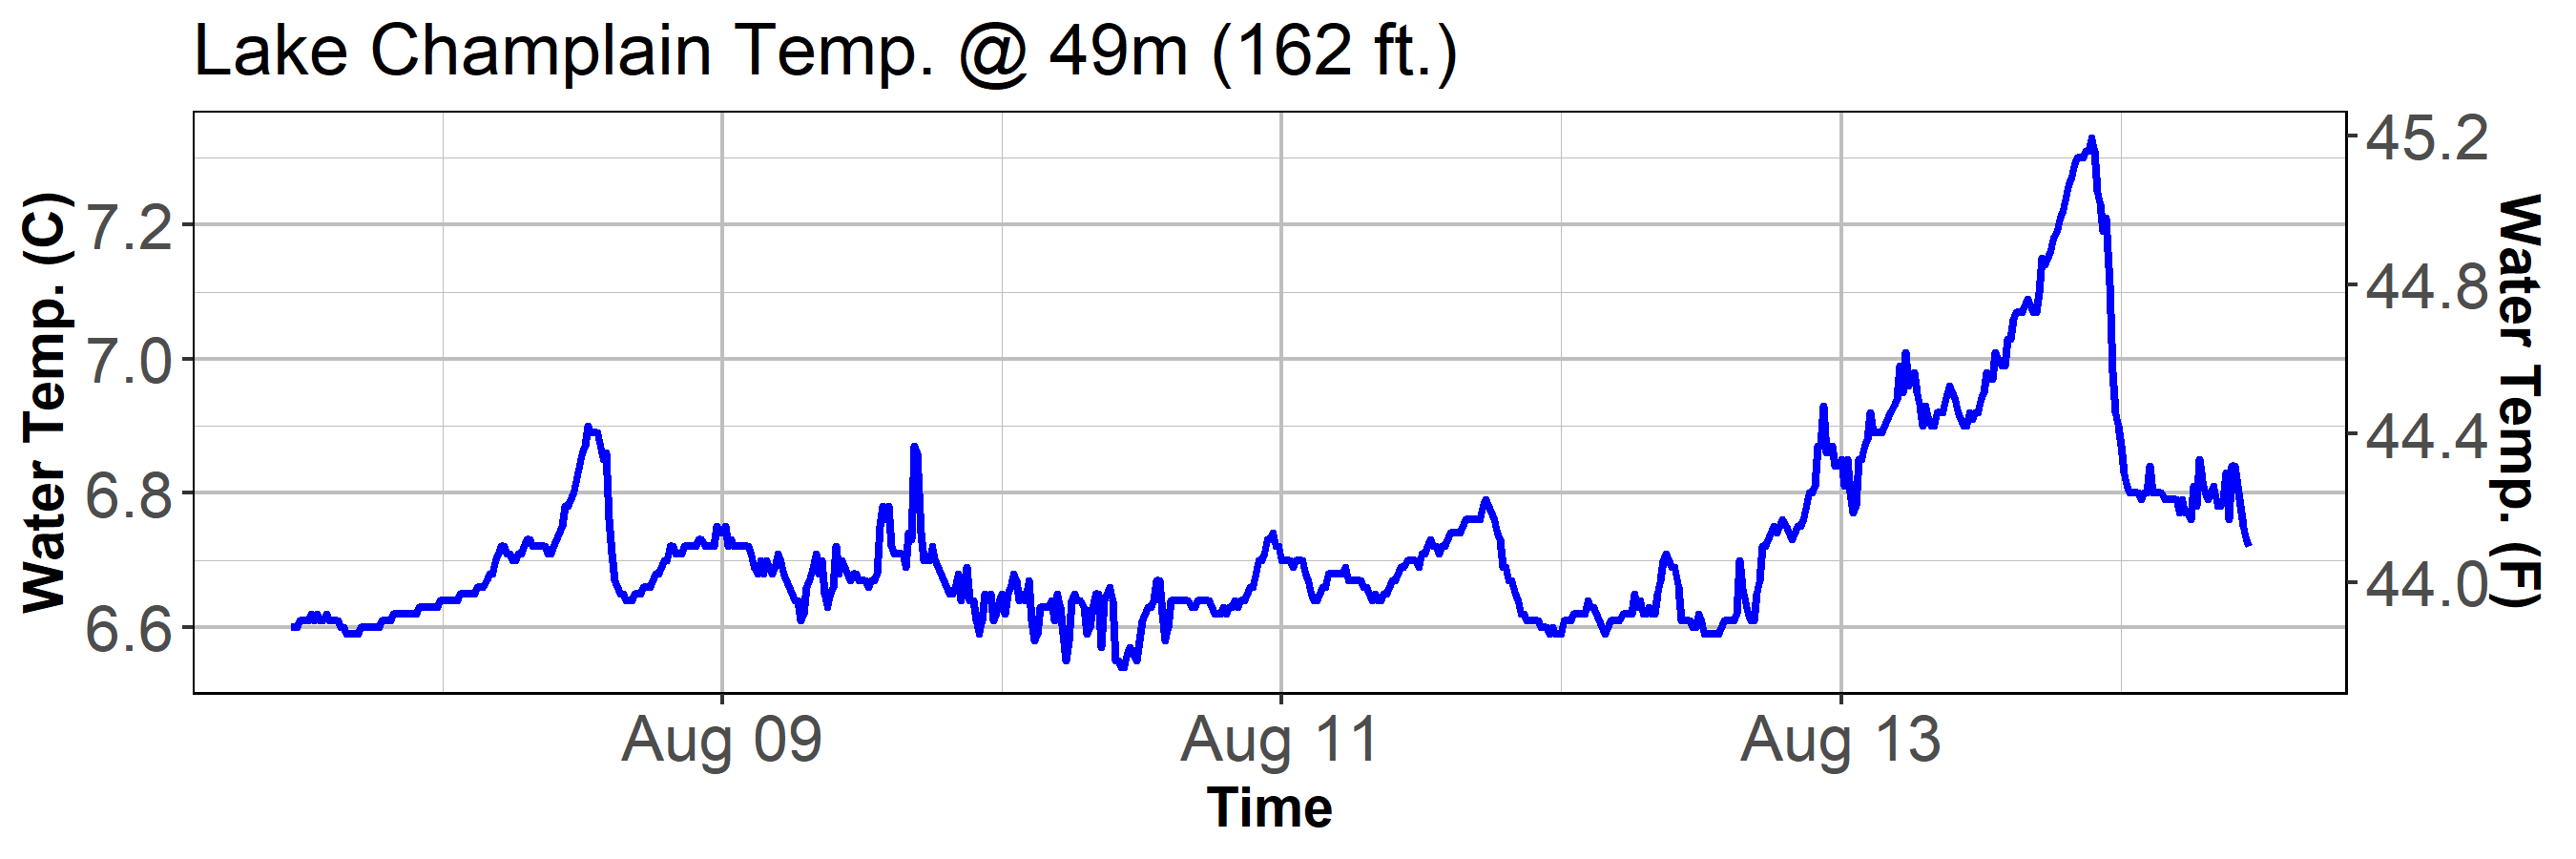 Lake Champlain Temp. @ 49m (162 ft.)
Water Temp. (C)
7.2
7.0
6.8
6.6
45.2
44.8
44.4
44.0
Water Temp. (F)
Aug 09
Aug 11
Aug 13
Time